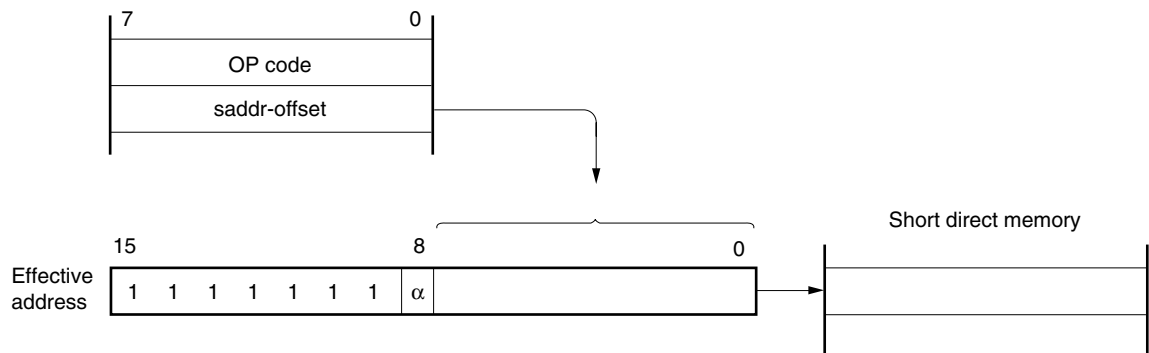 7 0
OP code
saddr-offset
Short direct memory
15 8 0
Effective
address
1 1 1 1 1 1 1 α